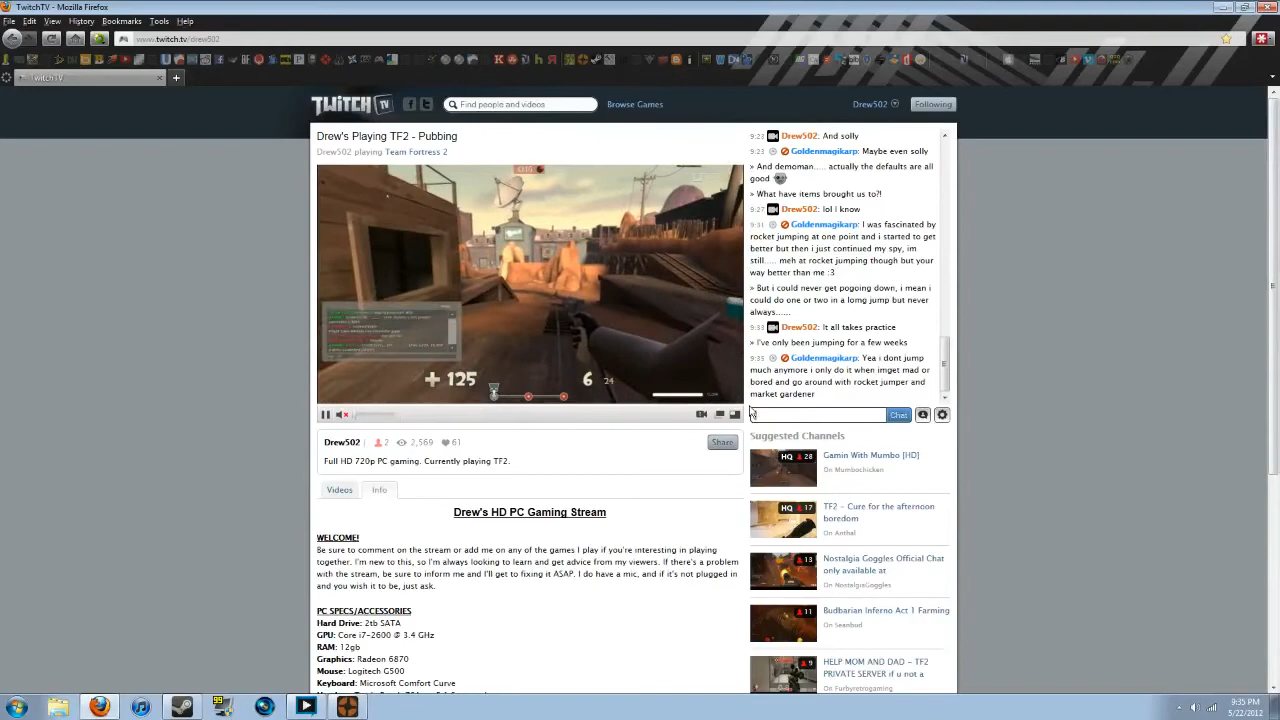 TwitchTV - Mozilla Firefox
File Edit View History Bookmarks Tools Help
www.twitch.tv/drew502
TwitchTV
TWITCH TV
Find people and videos
Browse Games
Drew502
Following
Drew's Playing TF2 - Pubbing
Drew502 playing Team Fortress 2
+ 125
6 24
9:23 Drew502: And solly
9:23 Goldenmagikarp: Maybe even solly
» And demoman..... actually the defaults are all
good
» What have items brought us to?!
9:27 Drew502: lol I know
9:31 Goldenmagikarp: I was fascinated by
rocket jumping at one point and i started to get
better but then i just continued my spy, im
still..... meh at rocket jumping though but your
way better than me :3
» But i could never get pogoing down, i mean i
could do one or two in a lomg jump but never
always......
9:33 Drew502: It all takes practice
» I've only been jumping for a few weeks
9:35 Goldenmagikarp: Yea i dont jump
much anymore i only do it when imget mad or
bored and go around with rocket jumper and
market gardener
Chat
Drew502 2 2,569 61
Share
Full HD 720p PC gaming. Currently playing TF2.
Videos Info
Drew's HD PC Gaming Stream
WELCOME!
Be sure to comment on the stream or add me on any of the games I play if you're interesting in playing
together. I'm new to this, so I'm always looking to learn and get advice from my viewers. If there's a problem
with the stream, be sure to inform me and I'll get to fixing it ASAP. I do have a mic, and if it's not plugged in
and you wish it to be, just ask.
PC SPECS/ACCESSORIES
Hard Drive: 2tb SATA
GPU: Core i7-2600 @ 3.4 GHz
RAM: 12gb
Graphics: Radeon 6870
Mouse: Logitech G500
Keyboard: Microsoft Comfort Curve
Suggested Channels
HQ 28
Gamin With Mumbo [HD]
On Mumbochicken
HQ 17
TF2 - Cure for the afternoon
boredom
On Anthal
13
Nostalgia Goggles Official Chat
only available at
On NostalgiaGoggles
11
Budbarian Inferno Act 1 Farming
On Seanbud
9
HELP MOM AND DAD - TF2
PRIVATE SERVER if u not a
On Furbyretrogaming
99
9:35 PM
5/22/2012